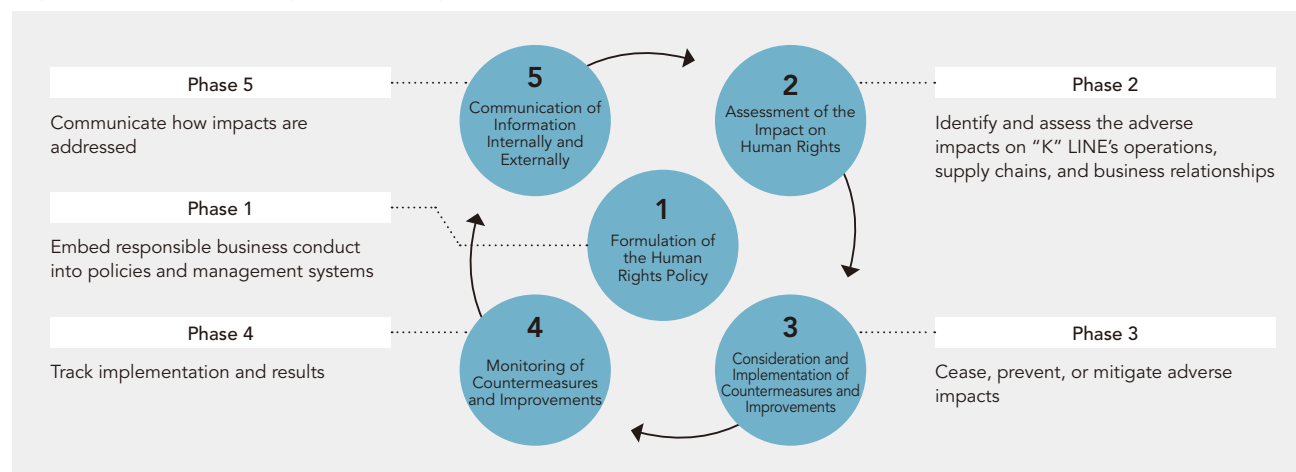 Phase 5
Communicate how impacts are
addressed
Phase 1
Embed responsible business conduct
into policies and management systems
Phase 4
Track implementation and results
5
Communication of
Information
Internally and
Externally
2
Assessment of the
Impact on
Human Rights
1
Formulation of
the Human
Rights Policy
4
Monitoring of
Countermeasures
and Improvements
3
Consideration and
Implementation of
Countermeasures and
Improvements
Phase 2
Identify and assess the adverse
impacts on “K” LINE’s operations,
supply chains, and business relationships
Phase 3
Cease, prevent, or mitigate adverse
impacts